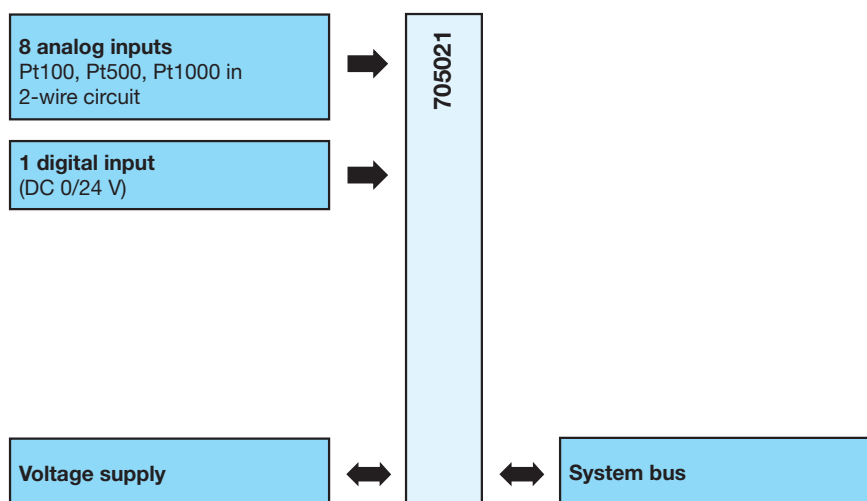 8 analog inputs
Pt100, Pt500, Pt1000 in
2-wire circuit
705021
1 digital input
(DC 0/24 V)
Voltage supply
System bus